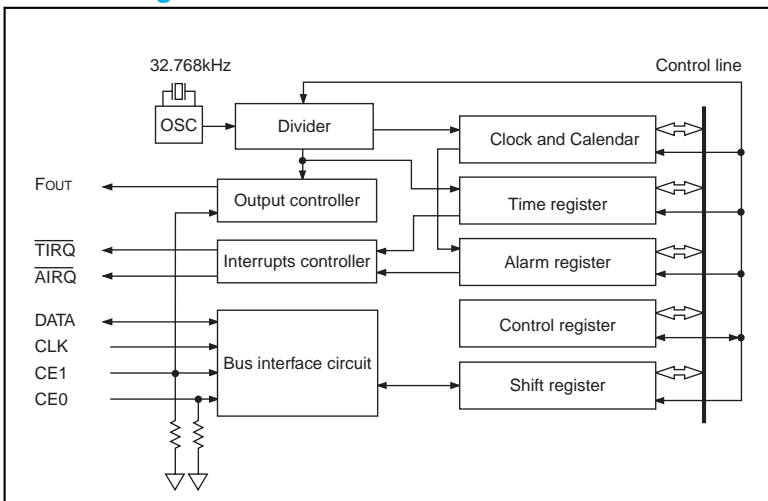 32.768kHz
Control line
OSC
Divider
Clock and Calendar
FOUT
Output controller
Time register
TIRQ
Interrupts controller
Alarm register
AIRQ
DATA
Control register
CLK
Bus interface circuit
CE1
Shift register
CE0